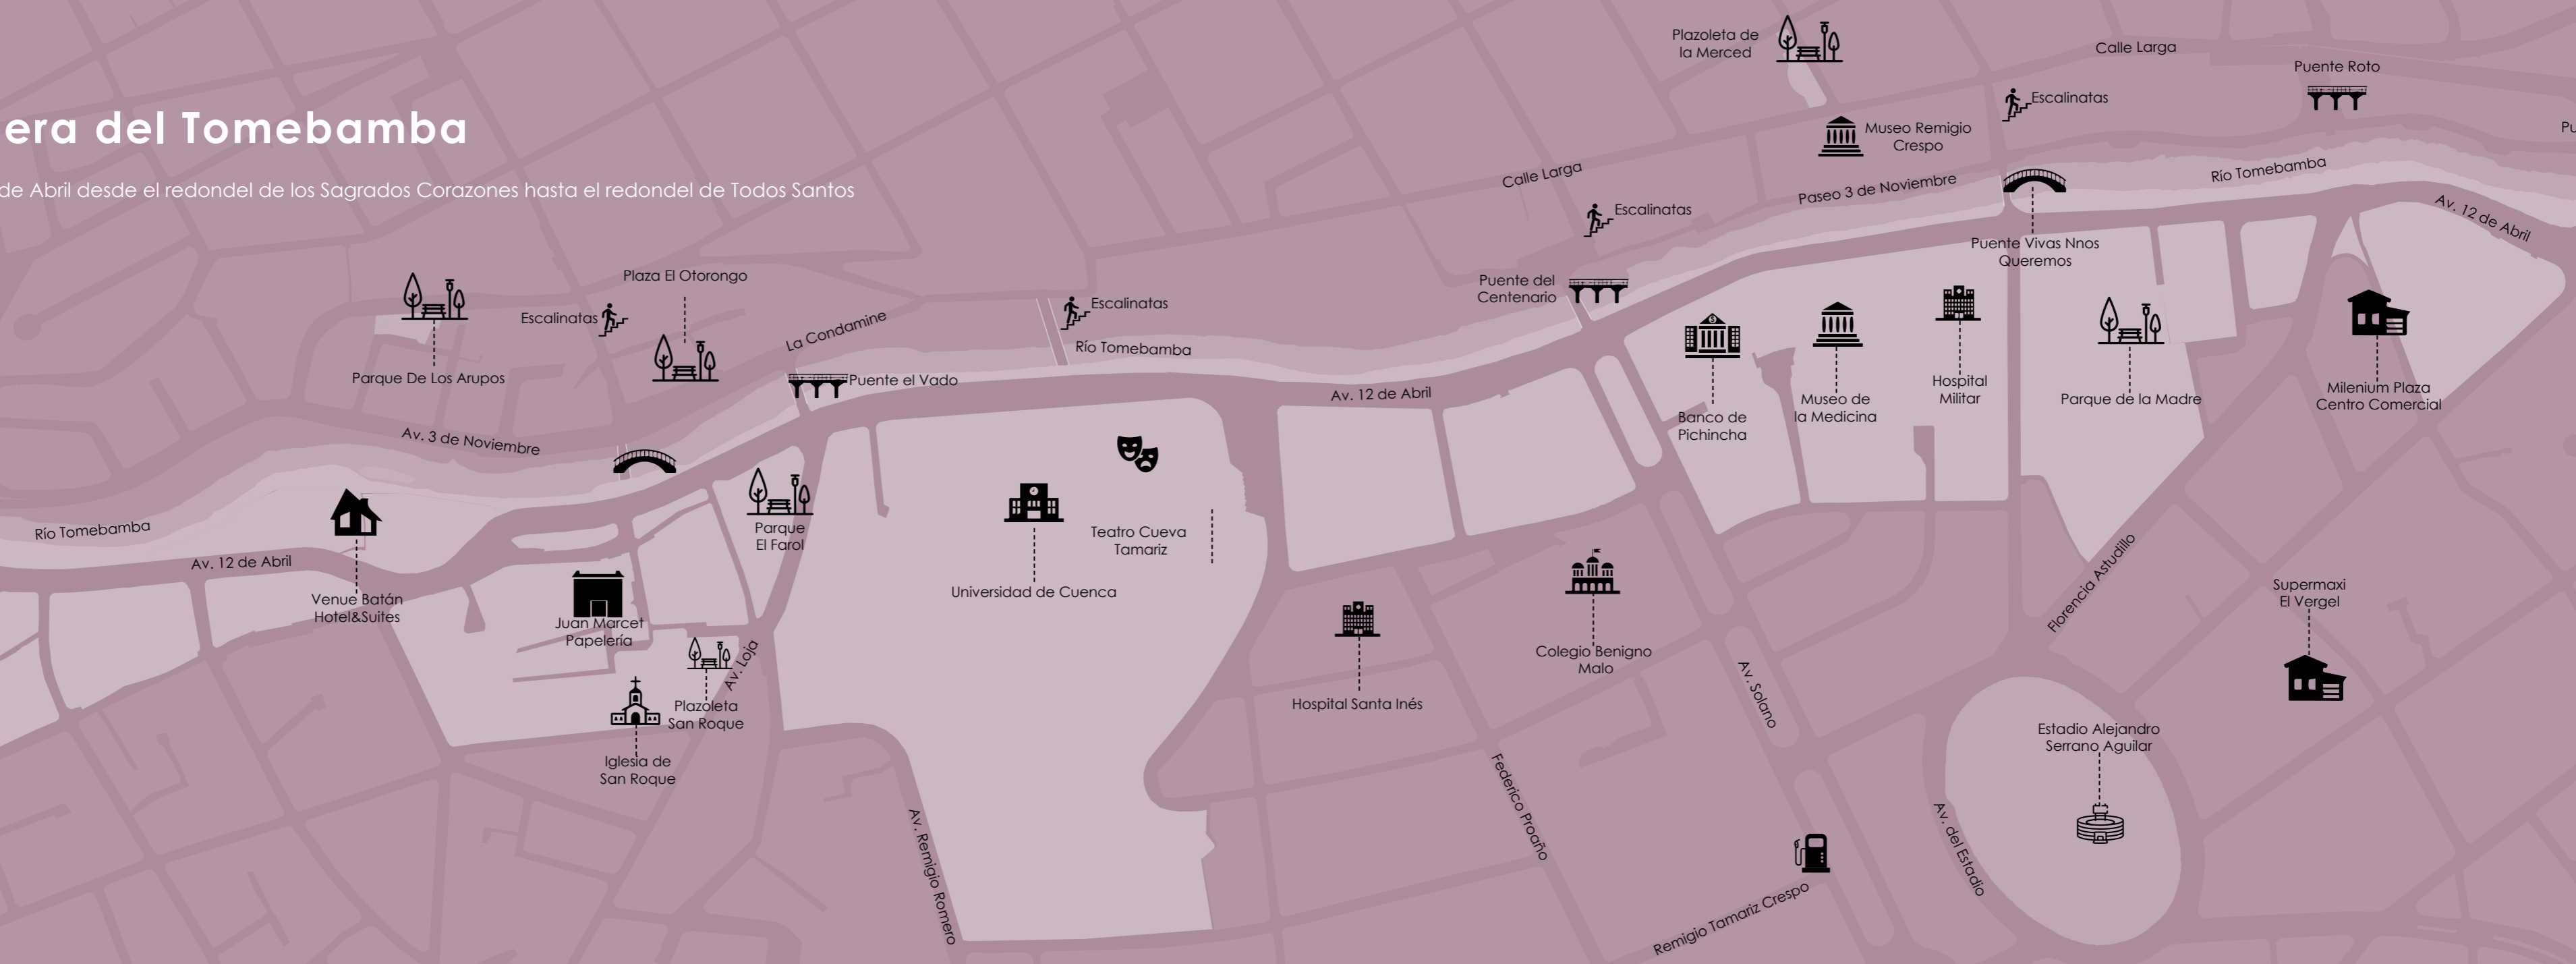 era del Tomebamba
de Abril desde el redondel de los Sagrados Corazones hasta el redondel de Todos Santos
Plazoleta de
la Merced
Calle Larga
Puente Roto
Escalinatas
Museo Remigio
Crespo
Pu
Calle Larga
Paseo 3 de Noviembre
Río Tomebamba
Av. 12 de Abril
Escalinatas
Puente Vivas Nnos
Queremos
Plaza El Otorongo
Escalinatas
Escalinatas
Puente del
Centenario
La Condamine
Río Tomebamba
Parque De Los Arupos
Puente el Vado
Av. 12 de Abril
Banco de
Pichincha
Museo de
la Medicina
Hospital
Militar
Parque de la Madre
Milenium Plaza
Centro Comercial
Av. 3 de Noviembre
Río Tomebamba
Av. 12 de Abril
Parque
El Farol
Teatro Cueva
Tamariz
Universidad de Cuenca
Venue Batán
Hotel&Suites
Juan Marcet
Papelería
Av. Loja
Plazoleta
San Roque
Iglesia de
San Roque
Hospital Santa Inés
Colegio Benigno
Malo
Av. Solano
Florencia Astudillo
Supermaxi
El Vergel
Estadio Alejandro
Serrano Aguilar
Av. Remigio Romero
Federico Proaño
Av. del Estadio
Remigio Tamariz Crespo